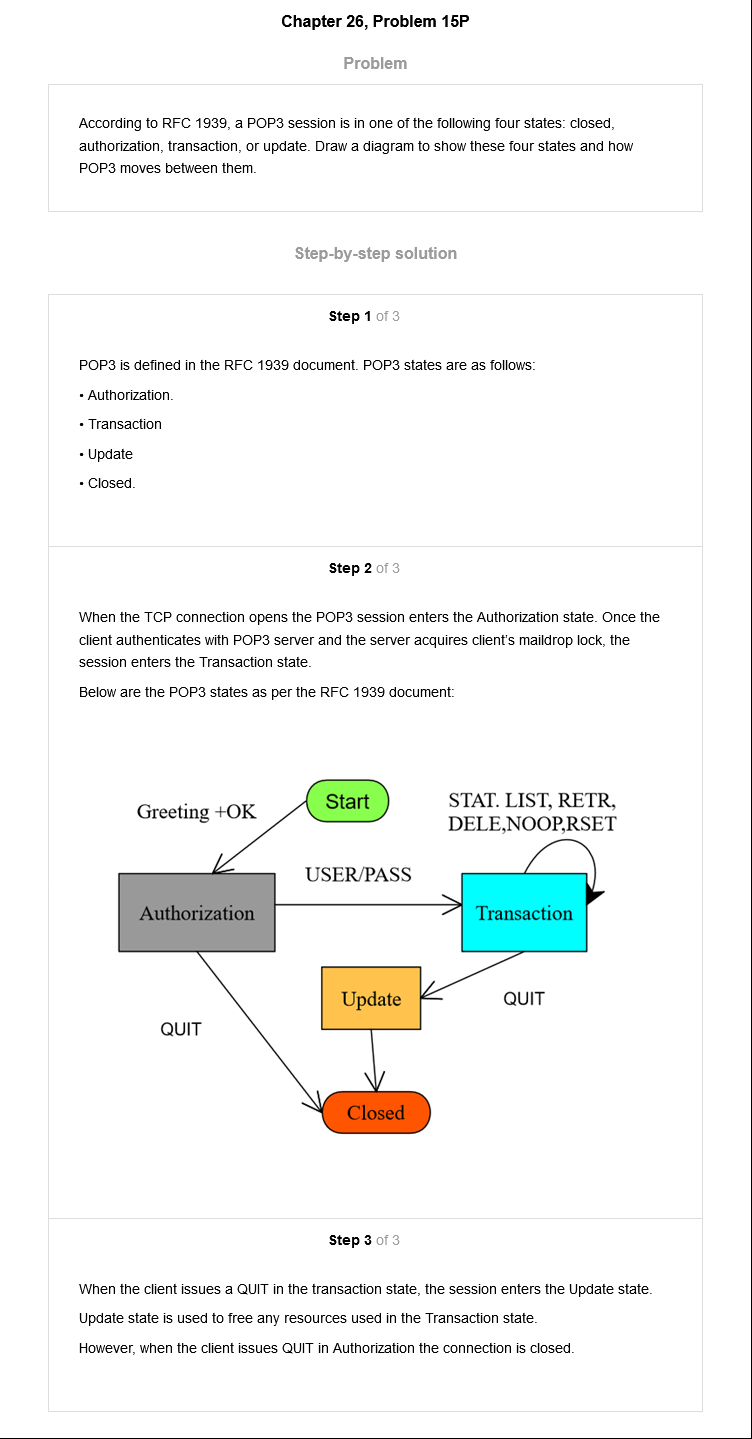 Chapter 26, Problem 15P
Problem
According to RFC 1939, a POP3 session is in one of the following four states: closed,
authorization, transaction, or update. Draw a diagram to show these four states and how
POP3 moves between them.
Step-by-step solution
Step 1 of 3
POP3 is defined in the RFC 1939 document. POP3 states are as follows:
• Authorization.
• Transaction
• Update
• Closed.
Step 2 of 3
When the TCP connection opens the POP3 session enters the Authorization state. Once the
client authenticates with POP3 server and the server acquires client's maildrop lock, the
session enters the Transaction state.
Below are the POP3 states as per the RFC 1939 document:
Greeting +OK
Start
STAT. LIST, RETR,
DELE,NOOP,RSET
USER/PASS
Authorization
Transaction
Update
QUIT
QUIT
Closed
Step 3 of 3
When the client issues a QUIT in the transaction state, the session enters the Update state.
Update state is used to free any resources used in the Transaction state.
However, when the client issues QUIT in Authorization the connection is closed.